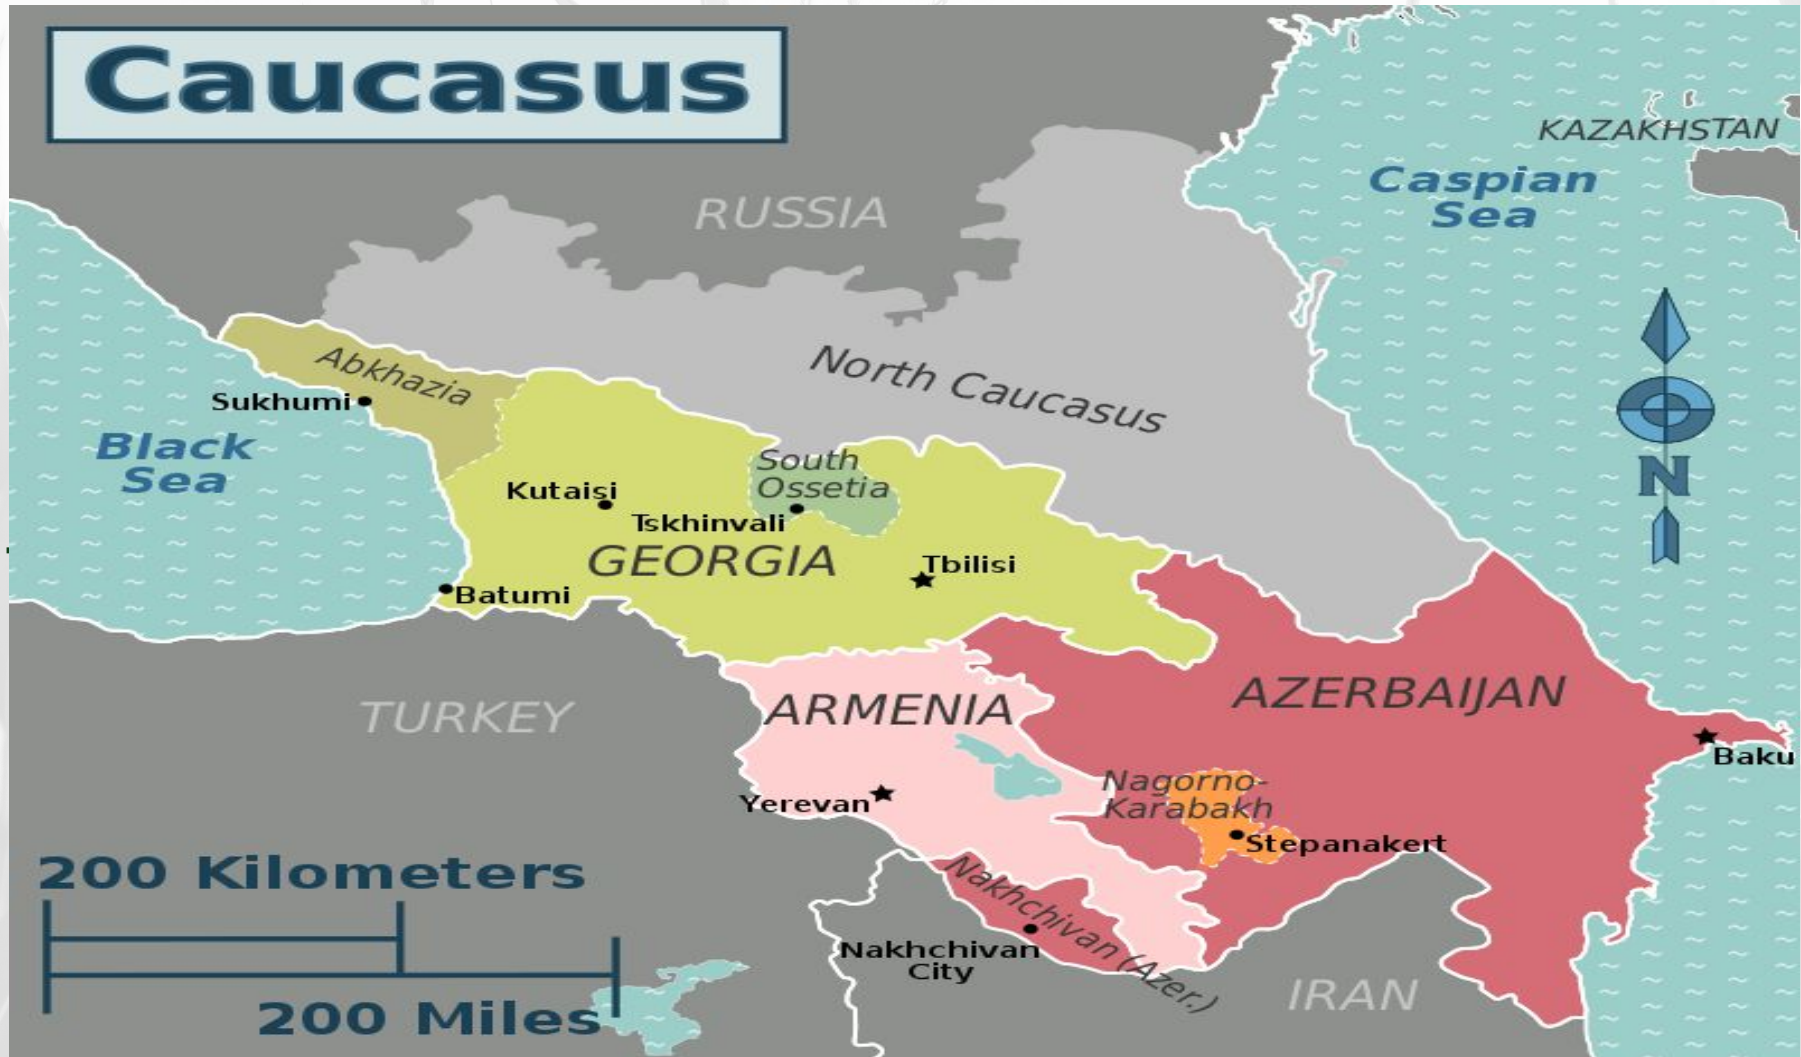 Caucasus
KAZAKHSTAN
Caspian
Sea
RUSSIA
North Caucasus
Abkhazia
Sukhumi
Black
Sea
South
Ossetia
Kutaisi
Tskhinvali
GEORGIA
Tbilisi
Batumi
N
TURKEY
ARMENIA
AZERBAIJAN
Baku
Nagorno-
Karabakh
Yerevan
Stepanakert
Nakhchivan (Azer.)
Nakhchivan
City
IRAN
200 Kilometers
200 Miles